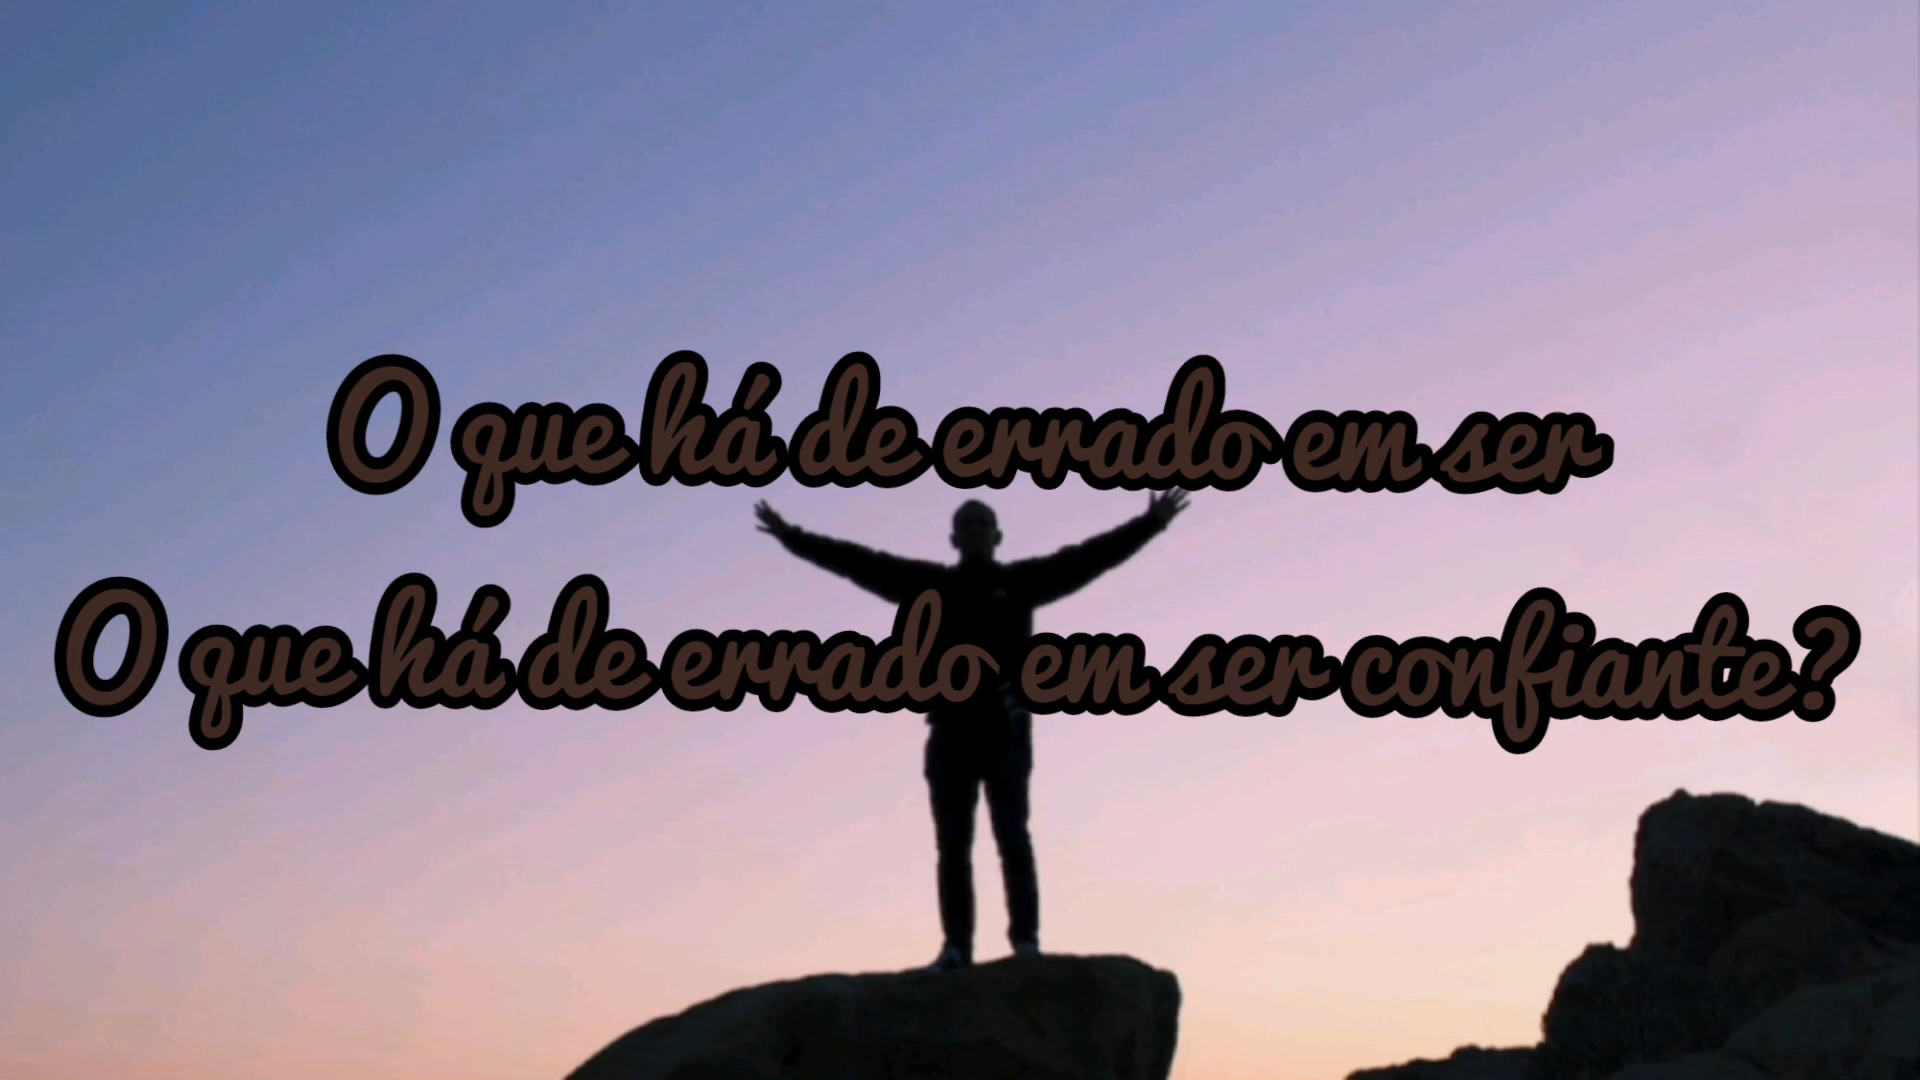 O que há de errado em ser
O que há de errado em ser confiante?